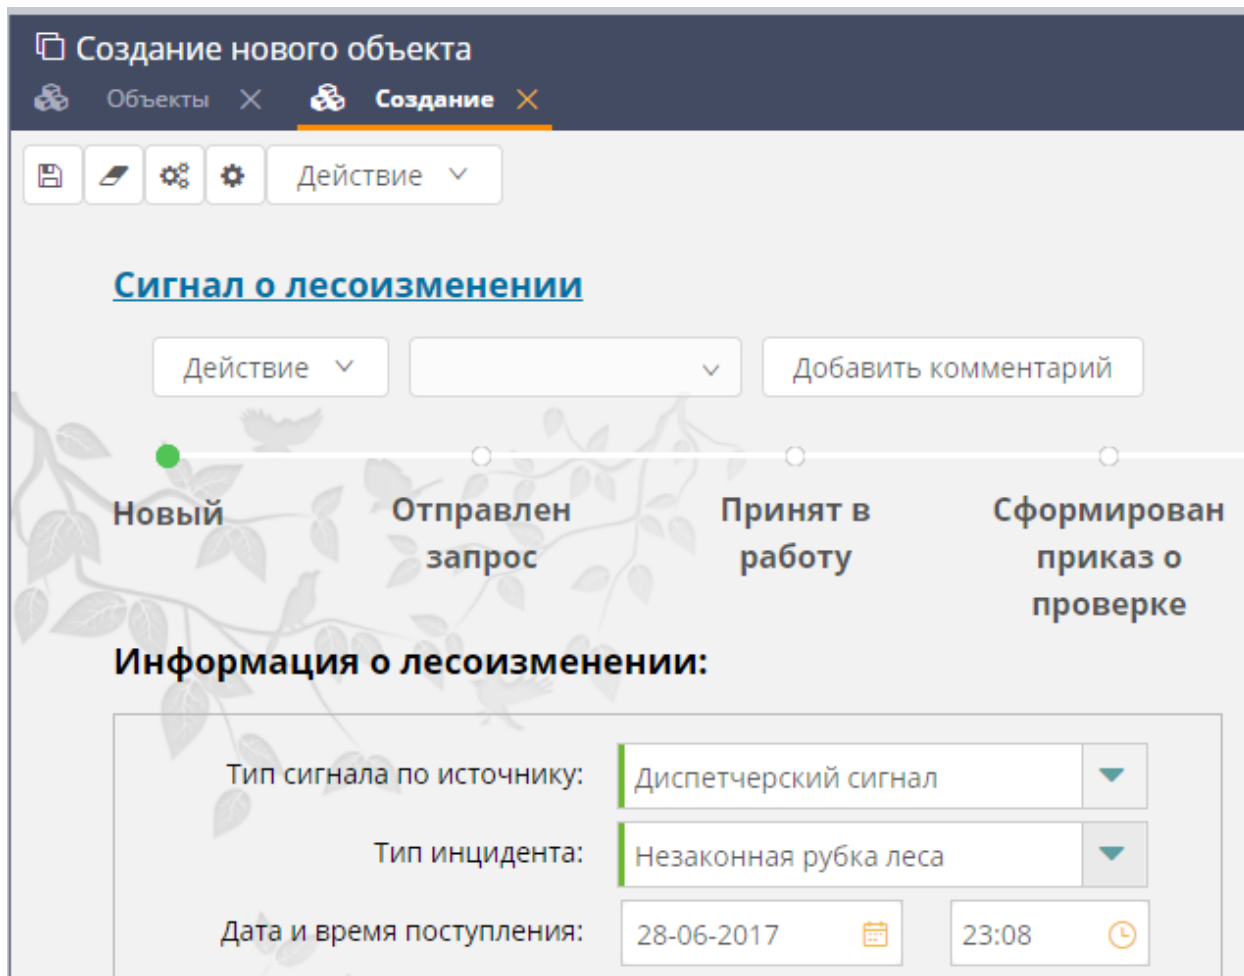 Создание нового объекта
Объекты Создание
Действие
Сигнал о лесоизменении
Действие Добавить комментарий
Новый Отправлен запрос Принят в работу Сформирован приказ о проверке
Информация о лесоизменении:
Тип сигнала по источнику: Диспетчерский сигнал
Тип инцидента: Незаконная рубка леса
Дата и время поступления: 28-06-2017 23:08